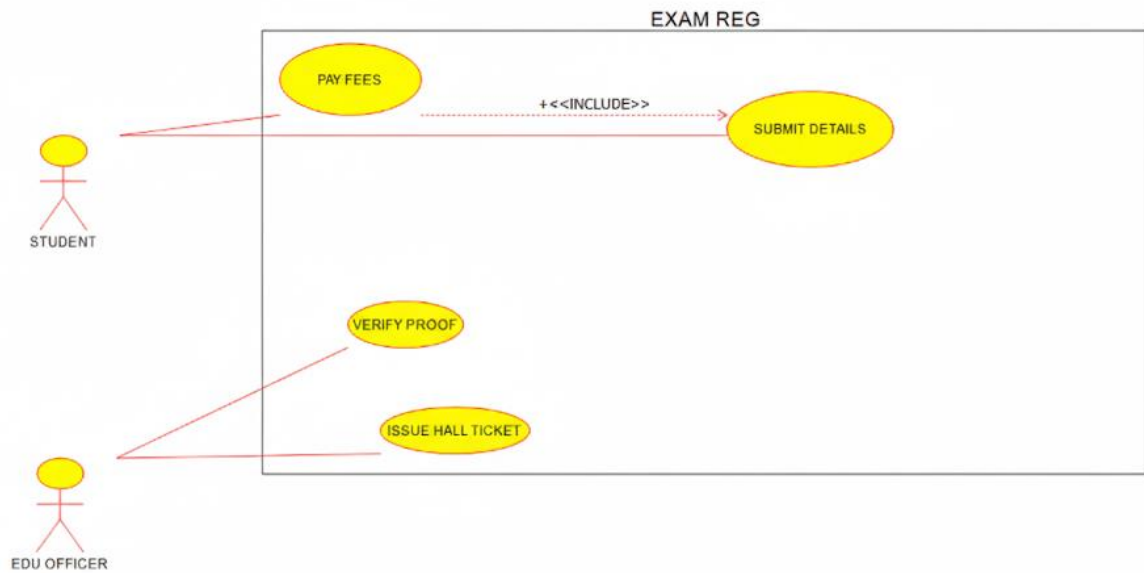 EXAM REG
PAY FEES
+<<INCLUDE>>
SUBMIT DETAILS
STUDENT
VERIFY PROOF
ISSUE HALL TICKET
EDU OFFICER